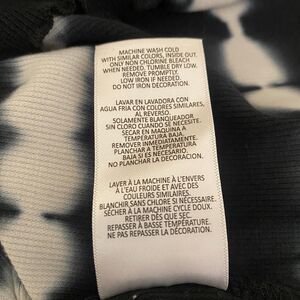 MACHINE WASH COLD
WITH SIMILAR COLORS, INSIDE OUT.
ONLY NON CHLORINE BLEACH
WHEN NEEDED. TUMBLE DRY LOW.
REMOVE PROMPTLY.
LOW IRON IF NEEDED.
DO NOT IRON DECORATION.
LAVAR EN LAVADORA CON
AGUA FRIA CON COLORES SIMILARES,
AL REVERSO.
SOLAMENTE BLANQUEADOR
SIN CLORO CUANDO SE NECESITE.
SECAR EN MAQUINA A
TEMPERATURA BAJA.
REMOVER INMEDIATAMENTE.
PLANCHAR A TEMPERATURA
BAJA SI ES NECESARIO.
NO PLANCHAR LA DECORACION.
LAVER À LA MACHINE À L'ENVERS
À L'EAU FROIDE ET AVEC DES
COULEURS SIMILAIRES.
BLANCHIR SANS CHLOR SI NÉCESSAIRE.
SÉCHER À LA MACHINE CYCLE DOUX.
RETIRER DÈS QUE SEC.
REPASSER À BASSE TEMPÉRATURE.
NE PAS REPASSER LA DÉCORATION.